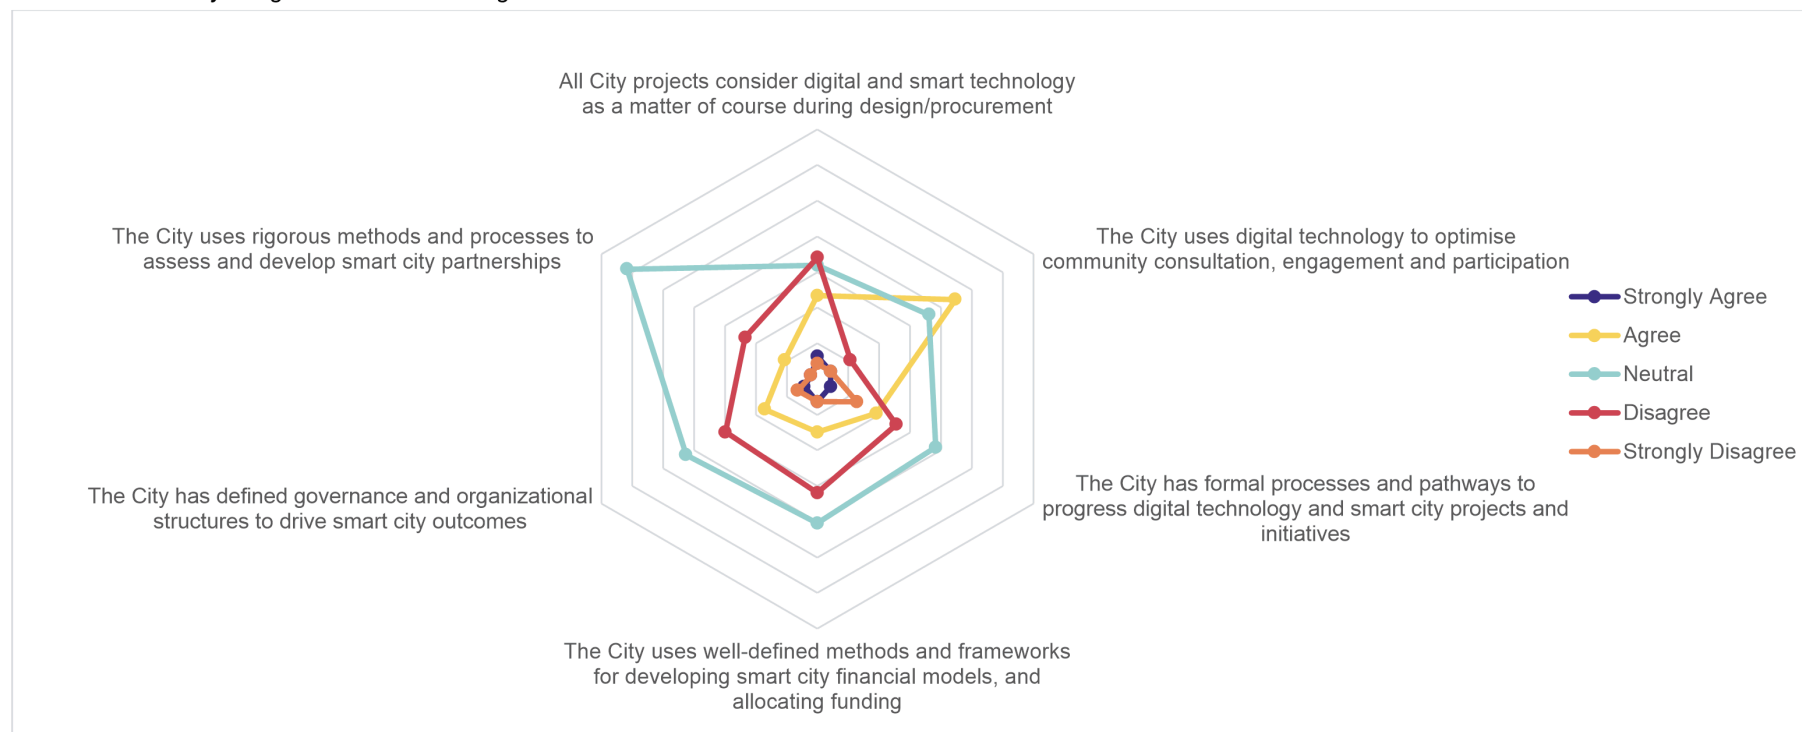 All City projects consider digital and smart technology
as a matter of course during design/procurement
The City uses rigorous methods and processes to
assess and develop smart city partnerships
The City uses digital technology to optimise
community consultation, engagement and participation
Strongly Agree
Agree
Neutral
Disagree
Strongly Disagree
The City has defined governance and organizational
structures to drive smart city outcomes
The City has formal processes and pathways to
progress digital technology and smart city projects and
initiatives
The City uses well-defined methods and frameworks
for developing smart city financial models, and
allocating funding